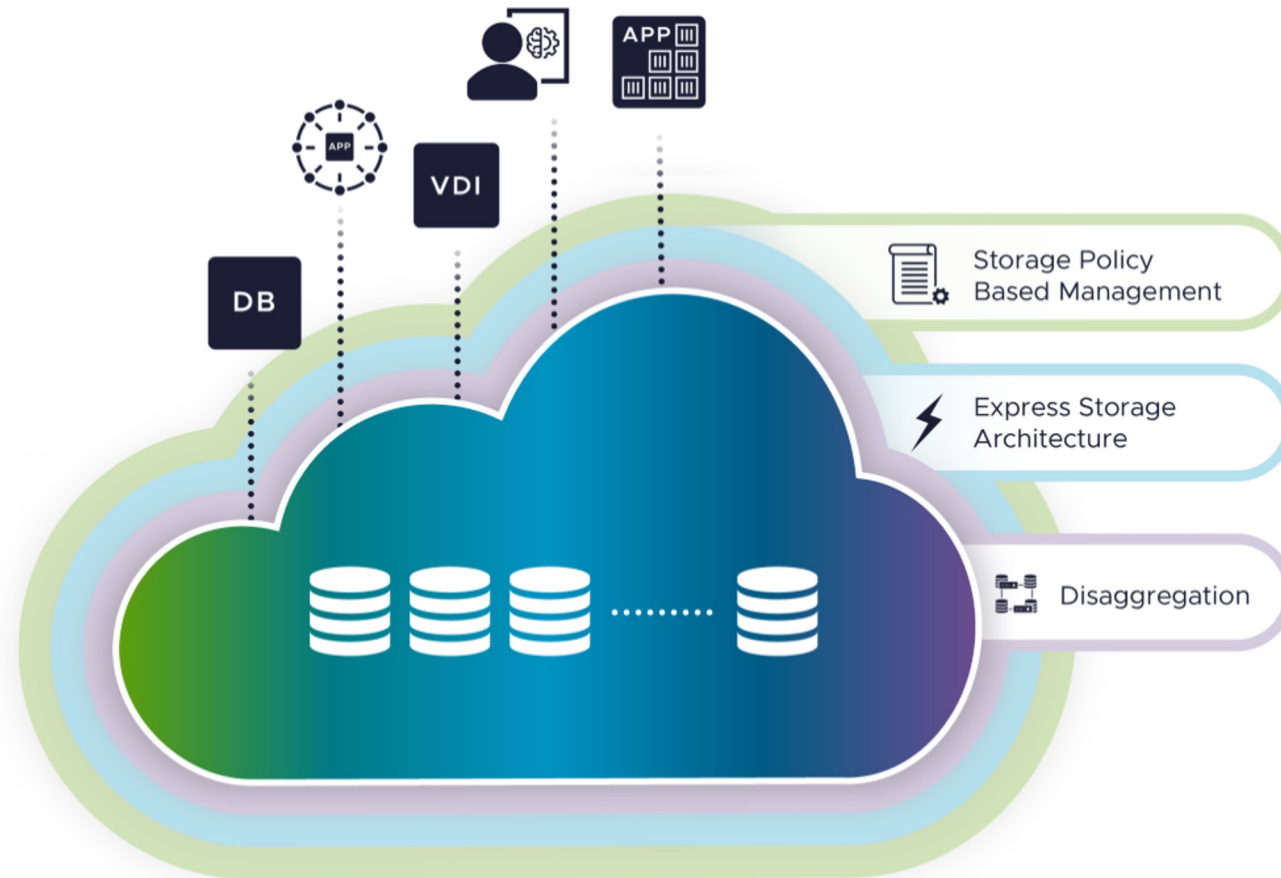 APP
APP
VDI
DB
Storage Policy
Based Management
Express Storage
Architecture
Disaggregation